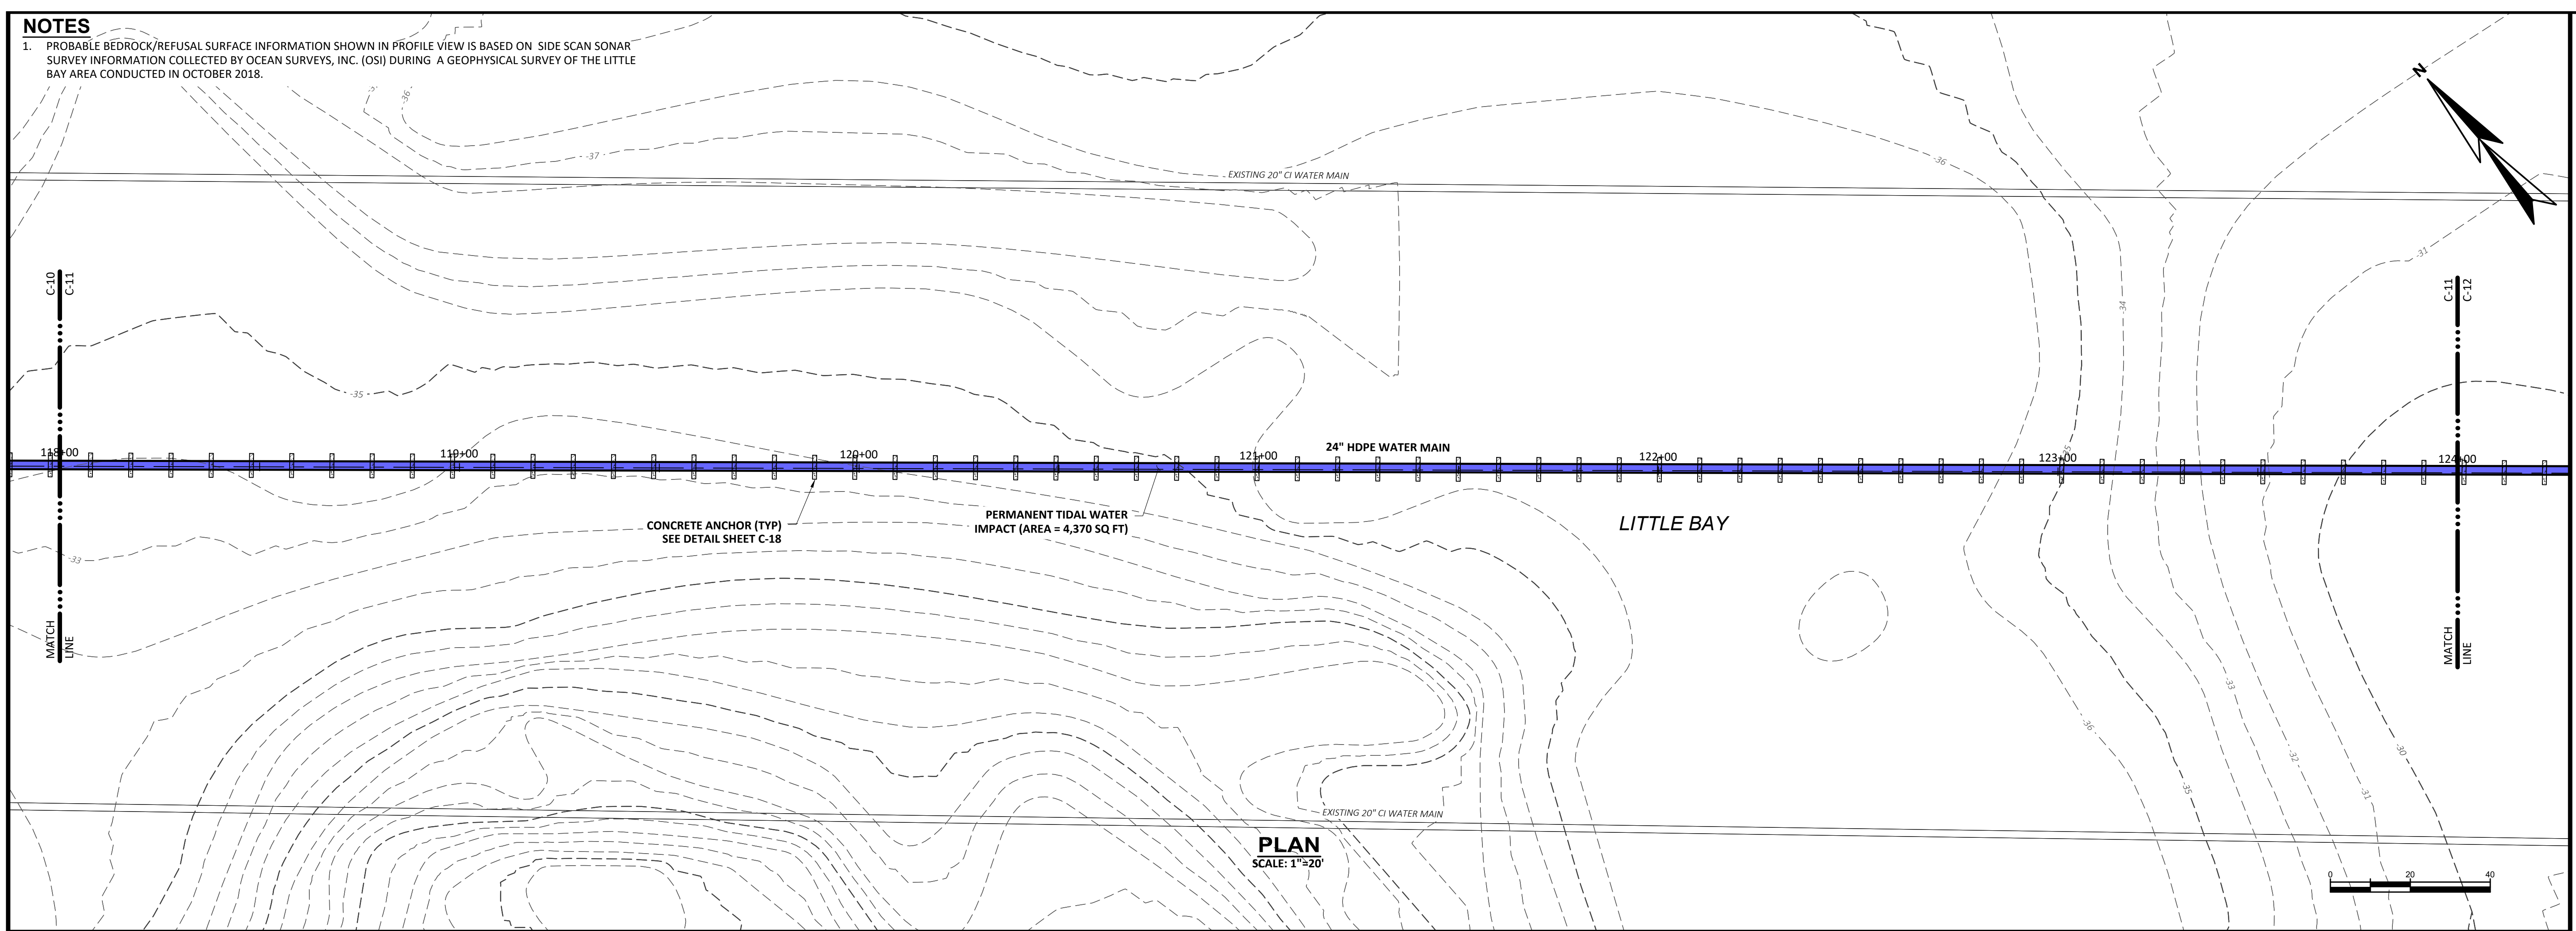 NOTES
1. PROBABLE BEDROCK/REFUSAL SURFACE INFORMATION SHOWN IN PROFILE VIEW IS BASED ON SIDE SCAN SONAR
SURVEY INFORMATION COLLECTED BY OCEAN SURVEYS, INC. (OSI) DURING A GEOPHYSICAL SURVEY OF THE LITTLE
BAY AREA CONDUCTED IN OCTOBER 2018.
-36
-37
N
-36
EXISTING 20" CI WATER MAIN
-31
C-10
C-11
C-11
C-12
-34
-35
118+00
119+00
120+00
121+00
24" HDPE WATER MAIN
122+00
123+00
124+00
-35
CONCRETE ANCHOR (TYP)
SEE DETAIL SHEET C-18
PERMANENT TIDAL WATER
IMPACT (AREA = 4,370 SQ FT)
LITTLE BAY
-33
MATCH
LINE
MATCH
LINE
-33
-36
-32
-30
-35
-31
EXISTING 20" CI WATER MAIN
PLAN
SCALE: 1"=20'
0 20 40